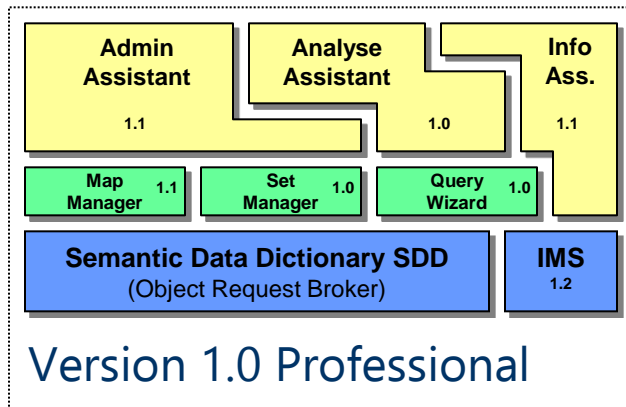 Admin
Assistant
1.1
Analyse
Assistant
1.0
Info
Ass.
1.1
Map
Manager
1.1
Set
Manager
1.0
Query
Wizard
1.0
Semantic Data Dictionary SDD
(Object Request Broker)
IMS
1.2
Version 1.0 Professional